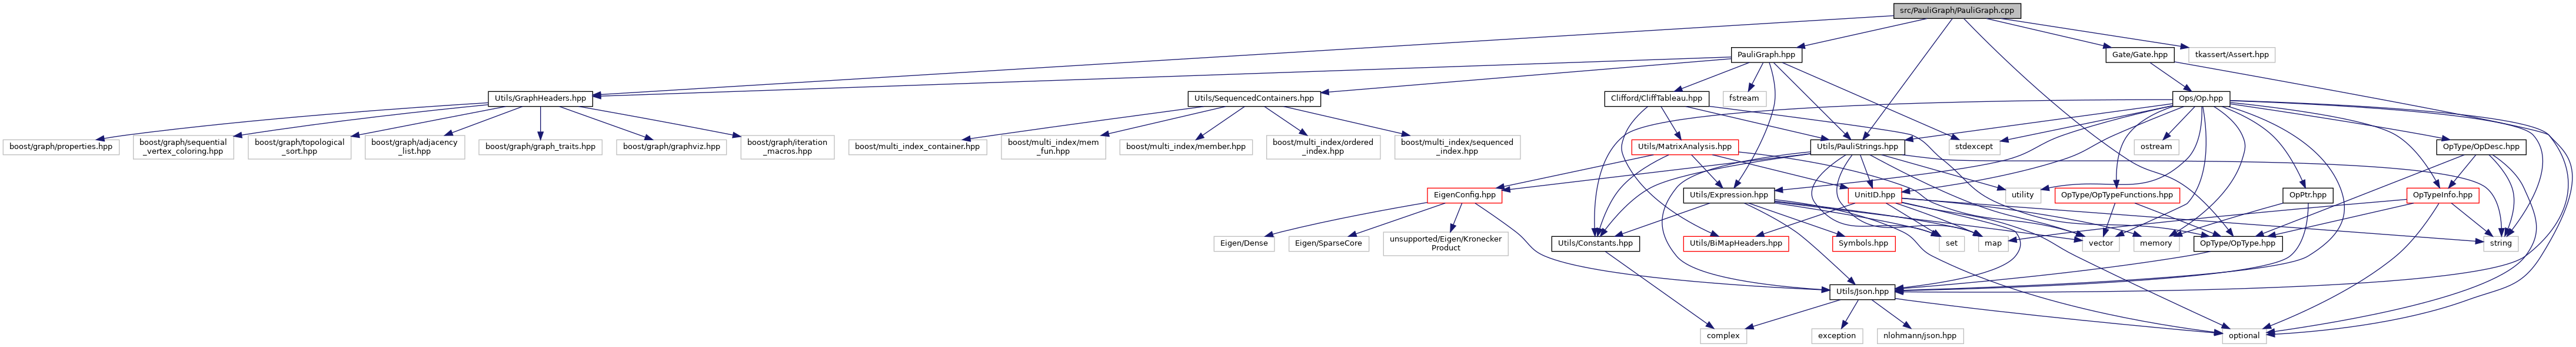 src/PauliGraph/PauliGraph.cpp
PauliGraph.hpp
Gate/Gate.hpp
tkassert/Assert.hpp
Utils/GraphHeaders.hpp
Utils/SequencedContainers.hpp
Clifford/CliffTableau.hpp
fstream
Ops/Op.hpp
boost/graph/properties.hpp
boost/graph/sequential
_vertex_coloring.hpp
boost/graph/topological
_sort.hpp
boost/graph/adjacency
_list.hpp
boost/graph/graph_traits.hpp
boost/graph/graphviz.hpp
boost/graph/iteration
_macros.hpp
boost/multi_index_container.hpp
boost/multi_index/mem
_fun.hpp
boost/multi_index/member.hpp
boost/multi_index/ordered
_index.hpp
boost/multi_index/sequenced
_index.hpp
Utils/MatrixAnalysis.hpp
Utils/PauliStrings.hpp
stdexcept
ostream
OpType/OpDesc.hpp
EigenConfig.hpp
Utils/Expression.hpp
UnitID.hpp
utility
OpType/OpTypeFunctions.hpp
OpPtr.hpp
OpTypeInfo.hpp
Eigen/Dense
Eigen/SparseCore
unsupported/Eigen/Kronecker
Product
Utils/Constants.hpp
Utils/BiMapHeaders.hpp
Symbols.hpp
set
map
vector
memory
OpType/OpType.hpp
string
Utils/Json.hpp
complex
exception
nlohmann/json.hpp
optional